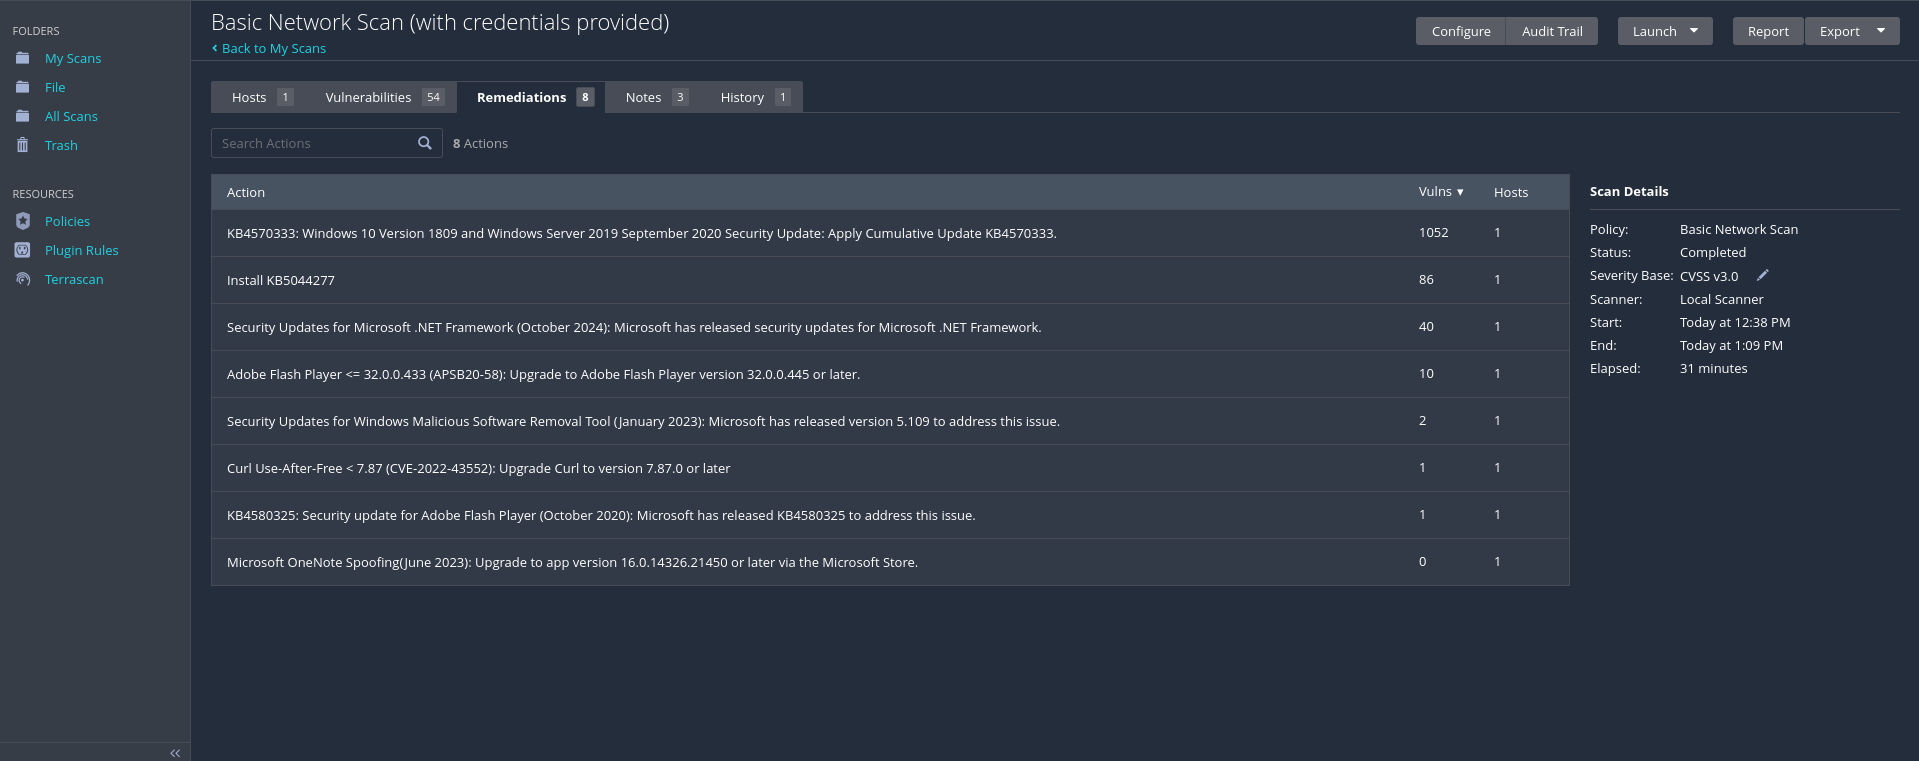 FOLDERS
My Scans
File
All Scans
Trash
RESOURCES
Policies
Plugin Rules
Terrascan
Basic Network Scan (with credentials provided)
Back to My Scans
Configure
Audit Trail
Launch
Report
Export
Hosts 1
Vulnerabilities 54
Remediations 8
Notes 3
History 1
Search Actions
8 Actions
Action Vulns ▼ Hosts
KB4570333: Windows 10 Version 1809 and Windows Server 2019 September 2020 Security Update: Apply Cumulative Update KB4570333. 1052 1
Install KB5044277 86 1
Security Updates for Microsoft .NET Framework (October 2024): Microsoft has released security updates for Microsoft .NET Framework. 40 1
Adobe Flash Player <= 32.0.0.433 (APSB20-58): Upgrade to Adobe Flash Player version 32.0.0.445 or later. 10 1
Security Updates for Windows Malicious Software Removal Tool (January 2023): Microsoft has released version 5.109 to address this issue. 2 1
Curl Use-After-Free < 7.87 (CVE-2022-43552): Upgrade Curl to version 7.87.0 or later 1 1
KB4580325: Security update for Adobe Flash Player (October 2020): Microsoft has released KB4580325 to address this issue. 1 1
Microsoft OneNote Spoofing(June 2023): Upgrade to app version 16.0.14326.21450 or later via the Microsoft Store. 0 1
Scan Details
Policy: Basic Network Scan
Status: Completed
Severity Base: CVSS v3.0
Scanner: Local Scanner
Start: Today at 12:38 PM
End: Today at 1:09 PM
Elapsed: 31 minutes